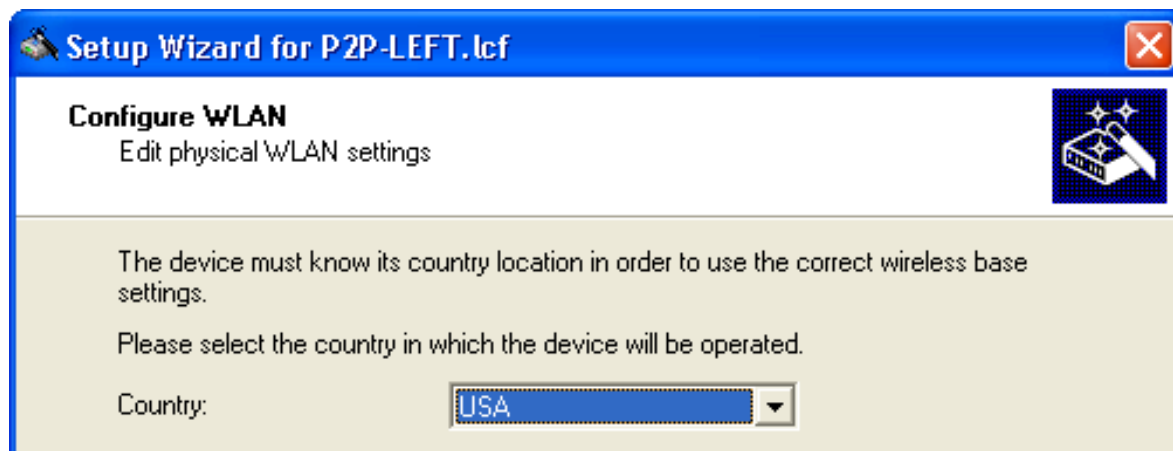 Setup Wizard for P2P-LEFT.lcf
Configure WLAN
Edit physical WLAN settings
The device must know its country location in order to use the correct wireless base
settings.
Please select the country in which the device will be operated.
Country:
USA